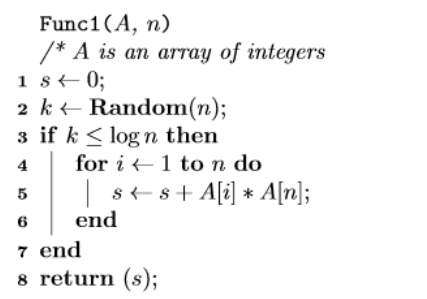 Func1(A, n)
/* A is an array of integers
1 s ← 0;
2 k ← Random(n);
3 if k ≤ log n then
4 for i ← 1 to n do
5 s ← s + A[i] * A[n];
6 end
7 end
8 return (s);